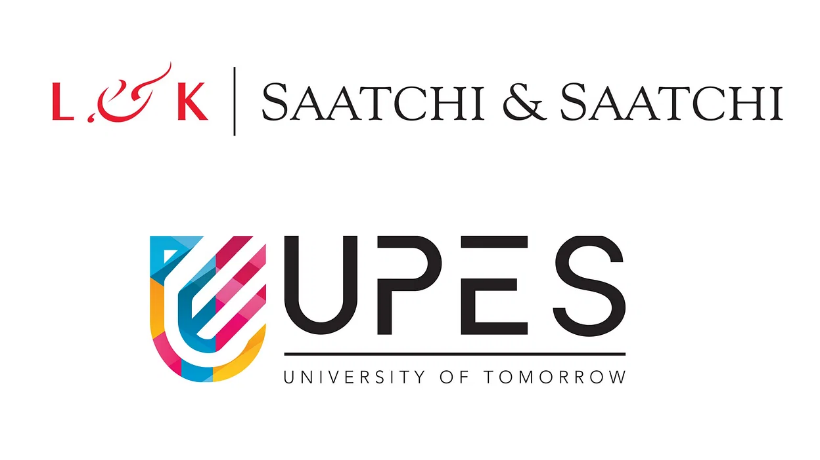 L & K | SAATCHI & SAATCHI
UPES
UNIVERSITY OF TOMORROW